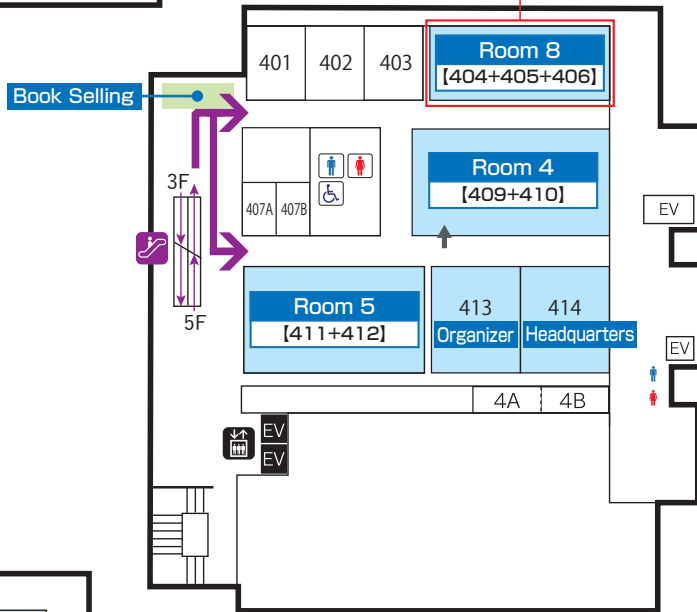 401
402
403
Room 8
【404+405+406】
Book Selling
Room 4
【409+410】
3F
407A
407B
EV
5F
Room 5
【411+412】
413
Organizer
414
Headquarters
EV
4A
4B
EV
EV